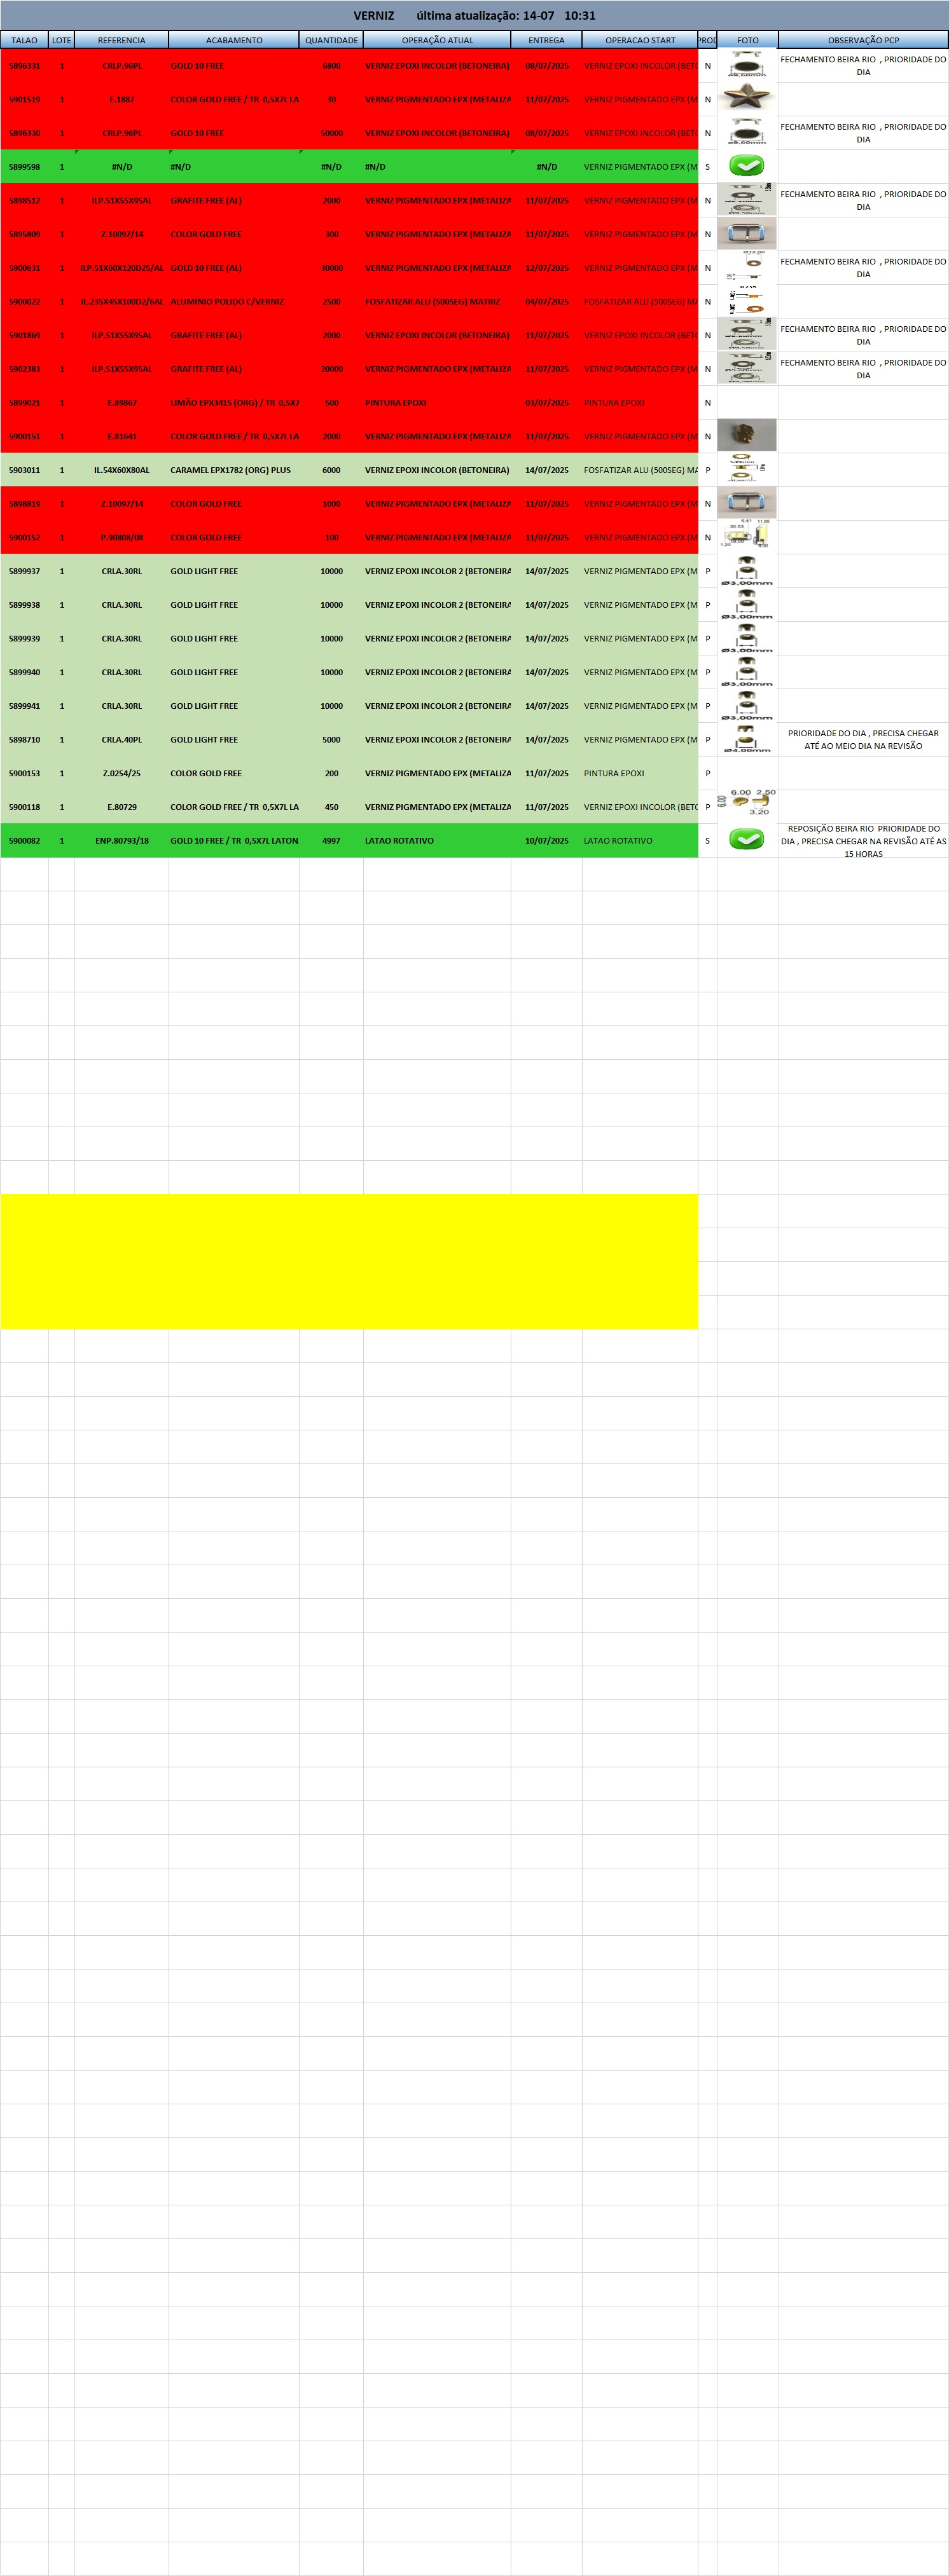 VERNIZ última atualização: 14-07 10:31
TALAO LOTE REFERENCIA ACABAMENTO QUANTIDADE OPERAÇÃO ATUAL ENTREGA OPERACAO START PROD FOTO OBSERVAÇÃO PCP
5896331 1 CRLP.96PL GOLD 10 FREE 6800 VERNIZ EPOXI INCOLOR (BETONEIRA) 08/07/2025 VERNIZ EPOXI INCOLOR (BETO N FECHAMENTO BEIRA RIO , PRIORIDADE DO
DIA
5901519 1 E.1887 COLOR GOLD FREE / TR 0,5X7L LA 30 VERNIZ PIGMENTADO EPX (METALIZA 11/07/2025 VERNIZ PIGMENTADO EPX (M N
5896330 1 CRLP.96PL GOLD 10 FREE 50000 VERNIZ EPOXI INCOLOR (BETONEIRA) 08/07/2025 VERNIZ EPOXI INCOLOR (BETO N FECHAMENTO BEIRA RIO , PRIORIDADE DO
DIA
5899598 1 #N/D #N/D #N/D #N/D #N/D VERNIZ PIGMENTADO EPX (M S
5898512 1 ILP.51X55X95AL GRAFITE FREE (AL) 2000 VERNIZ PIGMENTADO EPX (METALIZA 11/07/2025 VERNIZ PIGMENTADO EPX (M N FECHAMENTO BEIRA RIO , PRIORIDADE DO
DIA
5895809 1 Z.10097/14 COLOR GOLD FREE 300 VERNIZ PIGMENTADO EPX (METALIZA 11/07/2025 VERNIZ PIGMENTADO EPX (M N
5900631 1 ILP.51X60X120D25/AL GOLD 10 FREE (AL) 30000 VERNIZ PIGMENTADO EPX (METALIZA 12/07/2025 VERNIZ PIGMENTADO EPX (M N FECHAMENTO BEIRA RIO , PRIORIDADE DO
DIA
5900022 1 IL.235X45X100D2/6AL ALUMINIO POLIDO C/VERNIZ 2500 FOSFATIZAR ALU (500SEG) MATRIZ 04/07/2025 FOSFATIZAR ALU (500SEG) MA N
5901869 1 ILP.51X55X95AL GRAFITE FREE (AL) 2000 VERNIZ PIGMENTADO EPX (METALIZA 11/07/2025 VERNIZ EPOXI INCOLOR (BETO N FECHAMENTO BEIRA RIO , PRIORIDADE DO
DIA
5902383 1 ILP.51X55X95AL GRAFITE FREE (AL) 20000 VERNIZ PIGMENTADO EPX (METALIZA 11/07/2025 VERNIZ PIGMENTADO EPX (M N FECHAMENTO BEIRA RIO , PRIORIDADE DO
DIA
5899021 1 E.89867 LIMÃO EPX3415 (ORG) / TR 0,5X7 500 PINTURA EPOXI 03/07/2025 PINTURA EPOXI N
5900151 1 E.81641 COLOR GOLD FREE / TR 0,5X7L LA 2000 VERNIZ PIGMENTADO EPX (METALIZA 11/07/2025 VERNIZ PIGMENTADO EPX (M N
5903011 1 IL.54X60X80AL CARAMEL EPX1782 (ORG) PLUS 6000 VERNIZ EPOXI INCOLOR (BETONEIRA) 14/07/2025 FOSFATIZAR ALU (500SEG) MA P
5898819 1 Z.10097/14 COLOR GOLD FREE 1000 VERNIZ PIGMENTADO EPX (METALIZA 11/07/2025 VERNIZ PIGMENTADO EPX (M N
5900152 1 P.90808/08 COLOR GOLD FREE 100 VERNIZ PIGMENTADO EPX (METALIZA 11/07/2025 VERNIZ PIGMENTADO EPX (M N
5899937 1 CRLA.30RL GOLD LIGHT FREE 10000 VERNIZ EPOXI INCOLOR 2 (BETONEIRA 14/07/2025 VERNIZ PIGMENTADO EPX (M P Ø3,00mm
5899938 1 CRLA.30RL GOLD LIGHT FREE 10000 VERNIZ EPOXI INCOLOR 2 (BETONEIRA 14/07/2025 VERNIZ PIGMENTADO EPX (M P Ø3,00mm
5899939 1 CRLA.30RL GOLD LIGHT FREE 10000 VERNIZ EPOXI INCOLOR 2 (BETONEIRA 14/07/2025 VERNIZ PIGMENTADO EPX (M P Ø3,00mm
5899940 1 CRLA.30RL GOLD LIGHT FREE 10000 VERNIZ EPOXI INCOLOR 2 (BETONEIRA 14/07/2025 VERNIZ PIGMENTADO EPX (M P Ø3,00mm
5899941 1 CRLA.30RL GOLD LIGHT FREE 10000 VERNIZ EPOXI INCOLOR 2 (BETONEIRA 14/07/2025 VERNIZ PIGMENTADO EPX (M P Ø3,00mm
5898710 1 CRLA.40PL GOLD LIGHT FREE 5000 VERNIZ EPOXI INCOLOR 2 (BETONEIRA 14/07/2025 VERNIZ PIGMENTADO EPX (M P Ø4,00mm PRIORIDADE DO DIA , PRECISA CHEGAR
ATÉ AO MEIO DIA NA REVISÃO
5900153 1 Z.0254/25 COLOR GOLD FREE 200 VERNIZ PIGMENTADO EPX (METALIZA 11/07/2025 PINTURA EPOXI P
5900118 1 E.80729 COLOR GOLD FREE / TR 0,5X7L LA 450 VERNIZ PIGMENTADO EPX (METALIZA 11/07/2025 VERNIZ EPOXI INCOLOR (BETO P 6.00 6.00 2.50 3.20
5900082 1 ENP.80793/18 GOLD 10 FREE / TR 0,5X7L LATON 4997 LATAO ROTATIVO 10/07/2025 LATAO ROTATIVO S REPOSIÇÃO BEIRA RIO PRIORIDADE DO
DIA , PRECISA CHEGAR NA REVISÃO ATÉ AS
15 HORAS